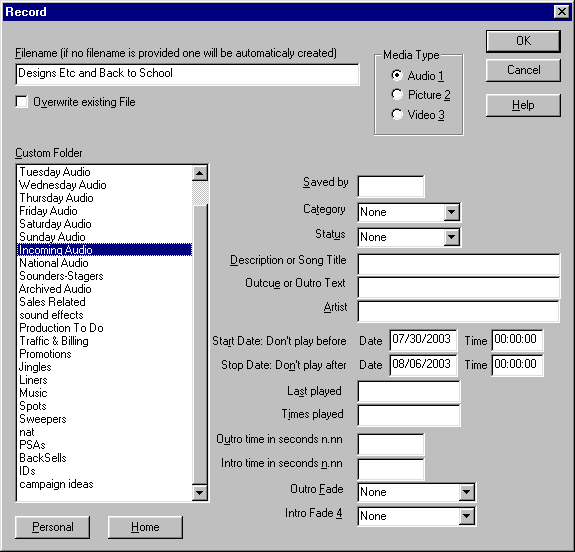 Record
Filename (if no filename is provided one will be automaticaly created)
Designs Etc and Back to School
Overwrite existing File
Media Type
Audio 1
Picture 2
Video 3
OK
Cancel
Help
Custom Folder
Tuesday Audio
Wednesday Audio
Thursday Audio
Friday Audio
Saturday Audio
Sunday Audio
Incoming Audio
National Audio
Sounders-Stagers
Archived Audio
Sales Related
sound effects
Production To Do
Traffic & Billing
Promotions
Jingles
Liners
Music
Spots
Sweepers
nat
PSAs
BackSells
IDs
campaign ideas
Personal
Home
Saved by
Category None
Status None
Description or Song Title
Outcue or Outro Text
Artist
Start Date: Don't play before Date 07/30/2003 Time 00:00:00
Stop Date: Don't play after Date 08/06/2003 Time 00:00:00
Last played
Times played
Outro time in seconds n.nn
Intro time in seconds n.nn
Outro Fade None
Intro Fade 4 None